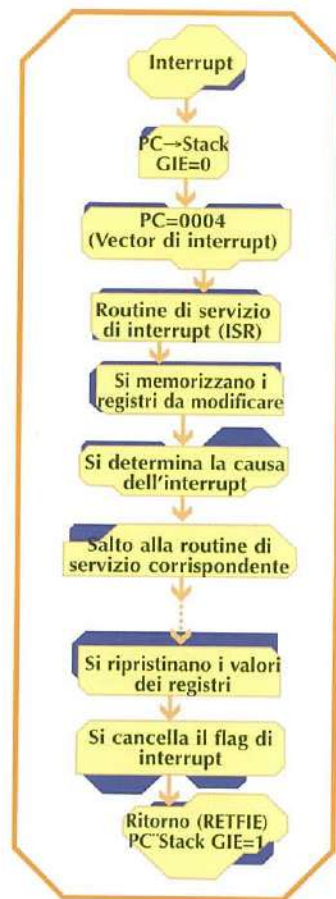 Interrupt
PC→Stack
GIE=0
PC=0004
(Vector di interrupt)
Routine di servizio
di interrupt (ISR)
Si memorizzano i
registri da modificare
Si determina la causa
dell'interrupt
Salto alla routine di
servizio corrispondente
Si ripristinano i valori
dei registri
Si cancella il flag di
interrupt
Ritorno (RETFIE)
PC¨Stack GIE=1